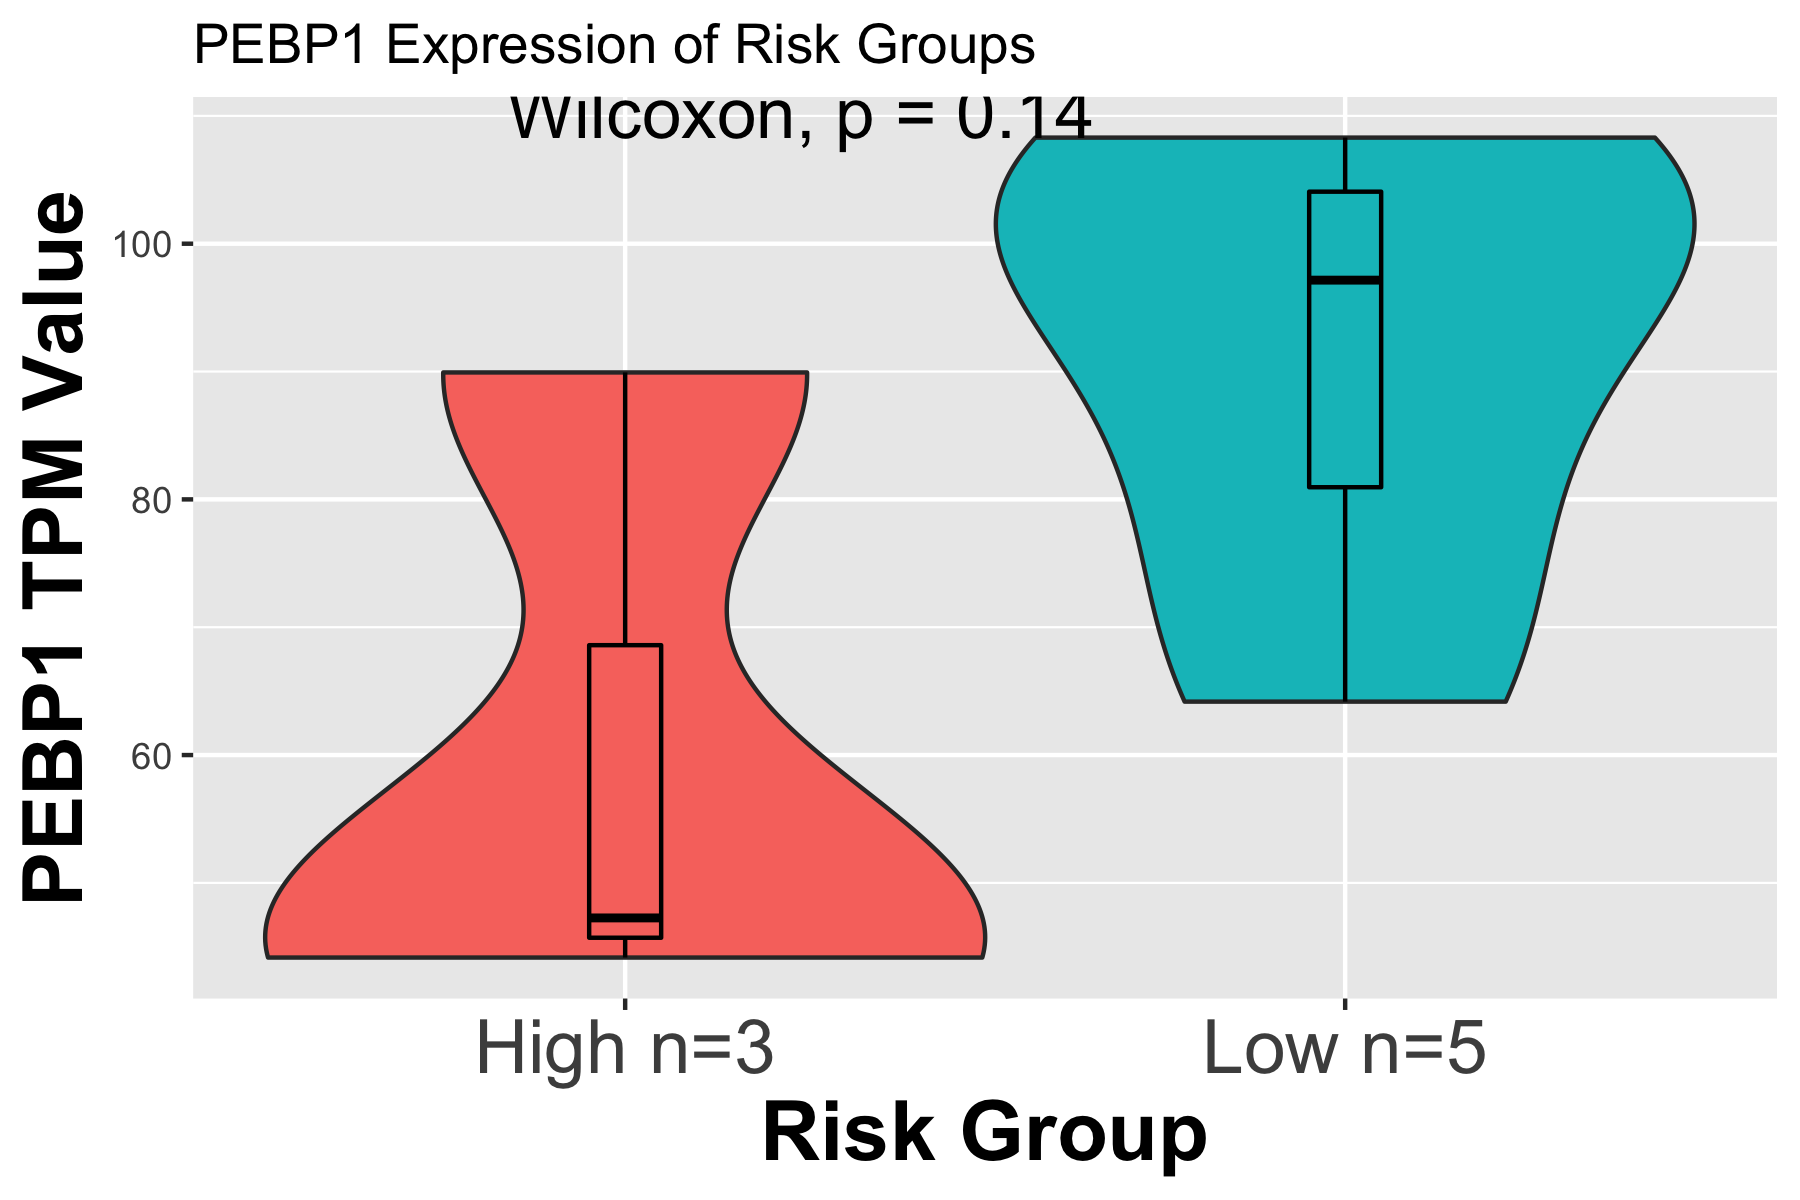 PEBP1 Expression of Risk Groups
Wilcoxon, p = 0.14
PEBP1 TPM Value
100
80
60
High n=3
Low n=5
Risk Group